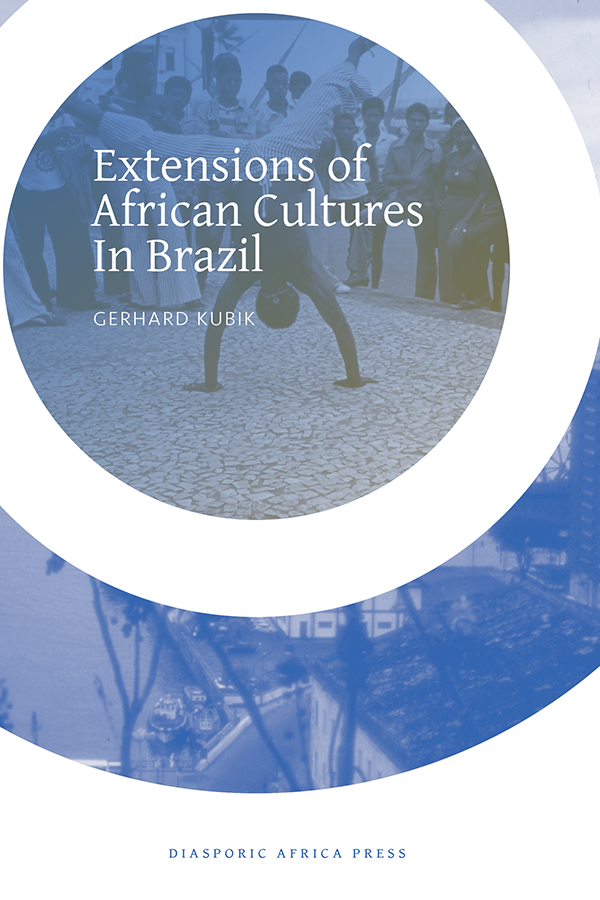 Extensions of
African Cultures
In Brazil
GERHARD KUBIK
DIASPORIC AFRICA PRESS